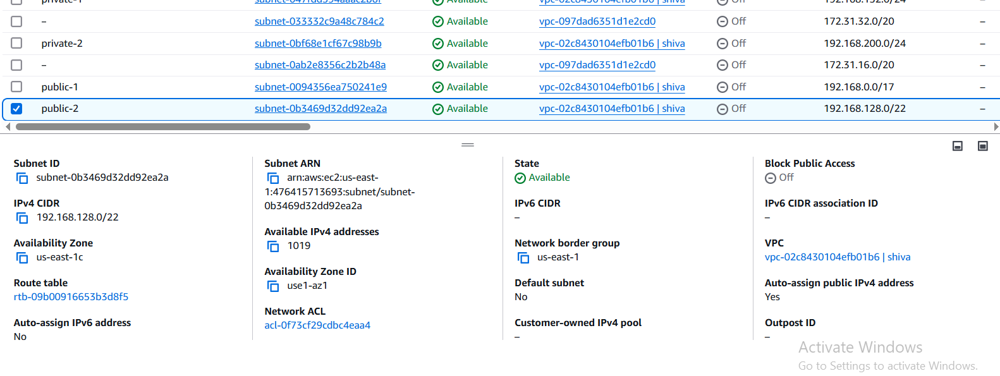 private-1 subnet-047fdd594aaac2b6f Available vpc-02c8430104efb01b6 | shiva Off 192.168.152.0/24 –
– subnet-033332c9a48c784c2 Available vpc-097dad6351d1e2cd0 Off 172.31.32.0/20 –
private-2 subnet-0bf68e1cf67c98b9b Available vpc-02c8430104efb01b6 | shiva Off 192.168.200.0/24 –
– subnet-0ab2e8356c2b2b48a Available vpc-097dad6351d1e2cd0 Off 172.31.16.0/20 –
public-1 subnet-0094356ea750241e9 Available vpc-02c8430104efb01b6 | shiva Off 192.168.0.0/17 –
public-2 subnet-0b3469d32dd92ea2a Available vpc-02c8430104efb01b6 | shiva Off 192.168.128.0/22 –
Subnet ID
subnet-0b3469d32dd92ea2a
IPv4 CIDR
192.168.128.0/22
Availability Zone
us-east-1c
Route table
rtb-09b00916653b3d8f5
Auto-assign IPv6 address
No
Subnet ARN
arn:aws:ec2:us-east-
1:476415713693:subnet/subnet-
0b3469d32dd92ea2a
Available IPv4 addresses
1019
Availability Zone ID
use1-az1
Network ACL
acl-0f73cf29cdbc4eaa4
State
Available
IPv6 CIDR
–
Network border group
us-east-1
Default subnet
No
Customer-owned IPv4 pool
–
Block Public Access
Off
IPv6 CIDR association ID
–
VPC
vpc-02c8430104efb01b6 | shiva
Auto-assign public IPv4 address
Yes
Outpost ID
–
Activate Windows
Go to Settings to activate Windows.